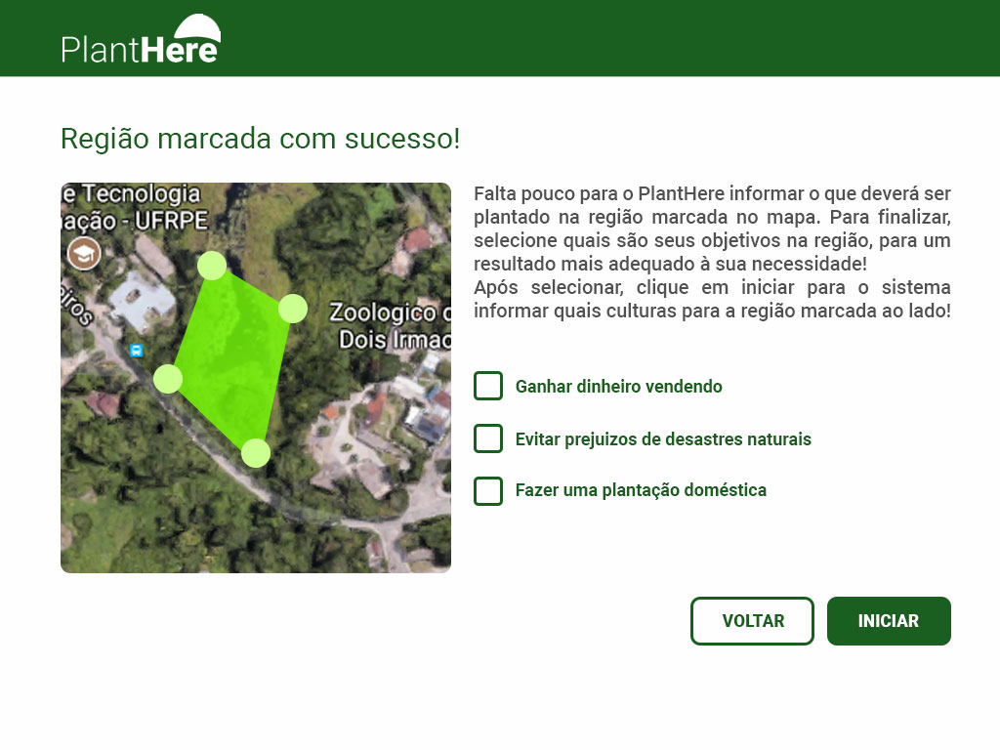 PlantHere
Região marcada com sucesso!
e Tecnologia
ação - UFRPE
eiros
Zoologico d
Dois Irmao
Falta pouco para o PlantHere informar o que deverá ser
plantado na região marcada no mapa. Para finalizar,
selecione quais são seus objetivos na região, para um
resultado mais adequado à sua necessidade!
Após selecionar, clique em iniciar para o sistema
informar quais culturas para a região marcada ao lado!
Ganhar dinheiro vendendo
Evitar prejuizos de desastres naturais
Fazer uma plantação doméstica
VOLTAR
INICIAR